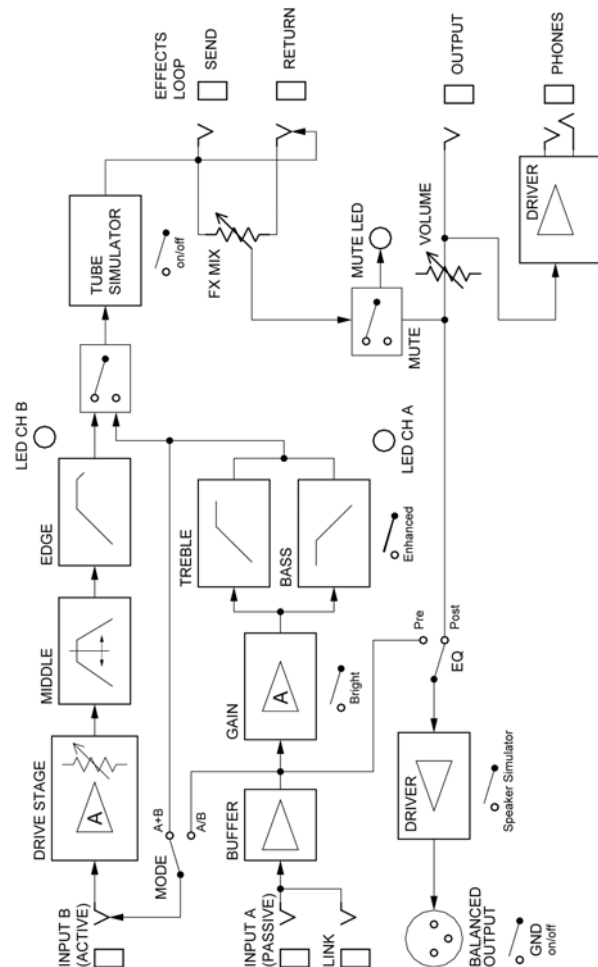 INPUT B
(ACTIVE)
DRIVE STAGE
A
MIDDLE
EDGE
LED CH B
TUBE
SIMULATOR
on/off
EFFECTS
LOOP
SEND
RETURN
MODE
A+B
A/B
FX MIX
INPUT A
(PASSIVE)
LINK
BUFFER
GAIN
A
Bright
TREBLE
BASS
Enhanced
LED CH A
MUTE LED
MUTE
VOLUME
OUTPUT
PHONES
DRIVER
BALANCED
OUTPUT
GND
on/off
DRIVER
Speaker Simulator
Pre
Post
EQ